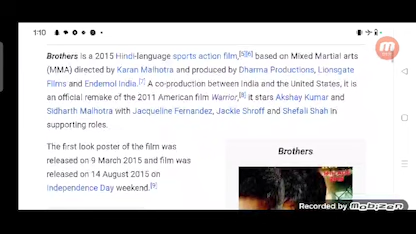 1:10
Brothers is a 2015 Hindi-language sports action film,[5][6] based on Mixed Martial arts
(MMA) directed by Karan Malhotra and produced by Dharma Productions, Lionsgate
Films and Endemol India.[7] A co-production between India and the United States, it is
an official remake of the 2011 American film Warrior,[8] it stars Akshay Kumar and
Sidharth Malhotra with Jacqueline Fernandez, Jackie Shroff and Shefali Shah in
supporting roles.
The first look poster of the film was
released on 9 March 2015 and film was
released on 14 August 2015 on
Independence Day weekend.[9]
Brothers
Recorded by Mobizen